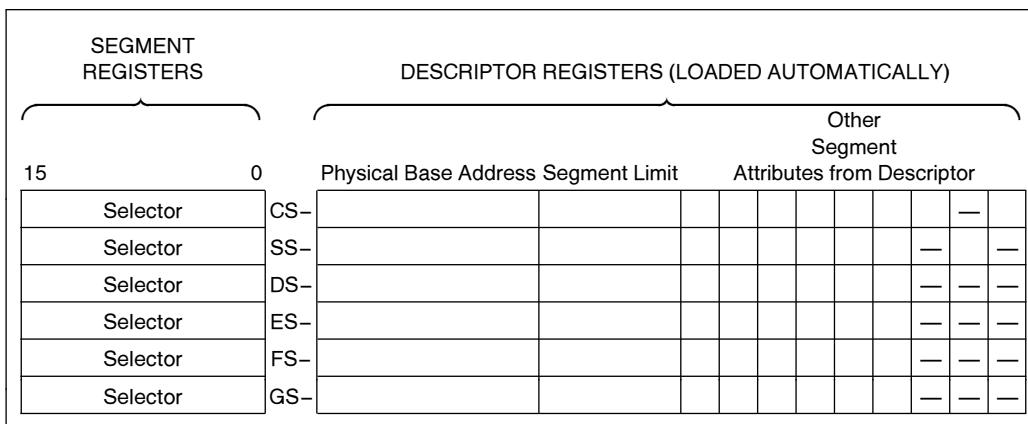 SEGMENT
REGISTERS
DESCRIPTOR REGISTERS (LOADED AUTOMATICALLY)
Other
Segment
15 0 Physical Base Address Segment Limit Attributes from Descriptor
Selector CS– —
Selector SS– — —
Selector DS– — — —
Selector ES– — — —
Selector FS– — — —
Selector GS– — — —